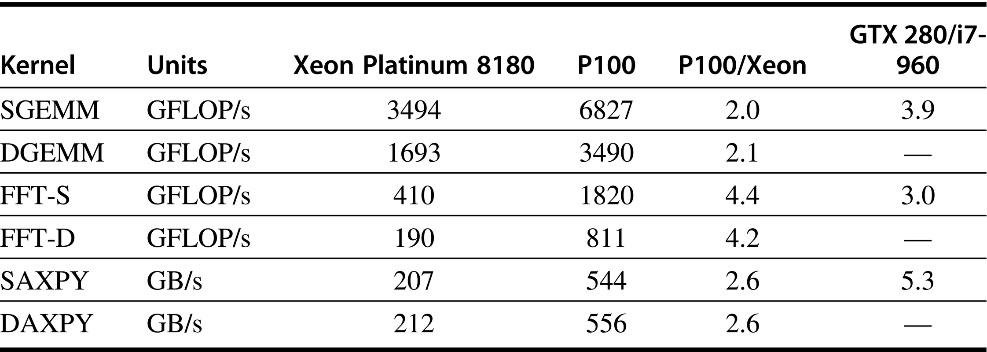 Kernel Units Xeon Platinum 8180 P100 P100/Xeon GTX 280/i7-
960
SGEMM GFLOP/s 3494 6827 2.0 3.9
DGEMM GFLOP/s 1693 3490 2.1 —
FFT-S GFLOP/s 410 1820 4.4 3.0
FFT-D GFLOP/s 190 811 4.2 —
SAXPY GB/s 207 544 2.6 5.3
DAXPY GB/s 212 556 2.6 —